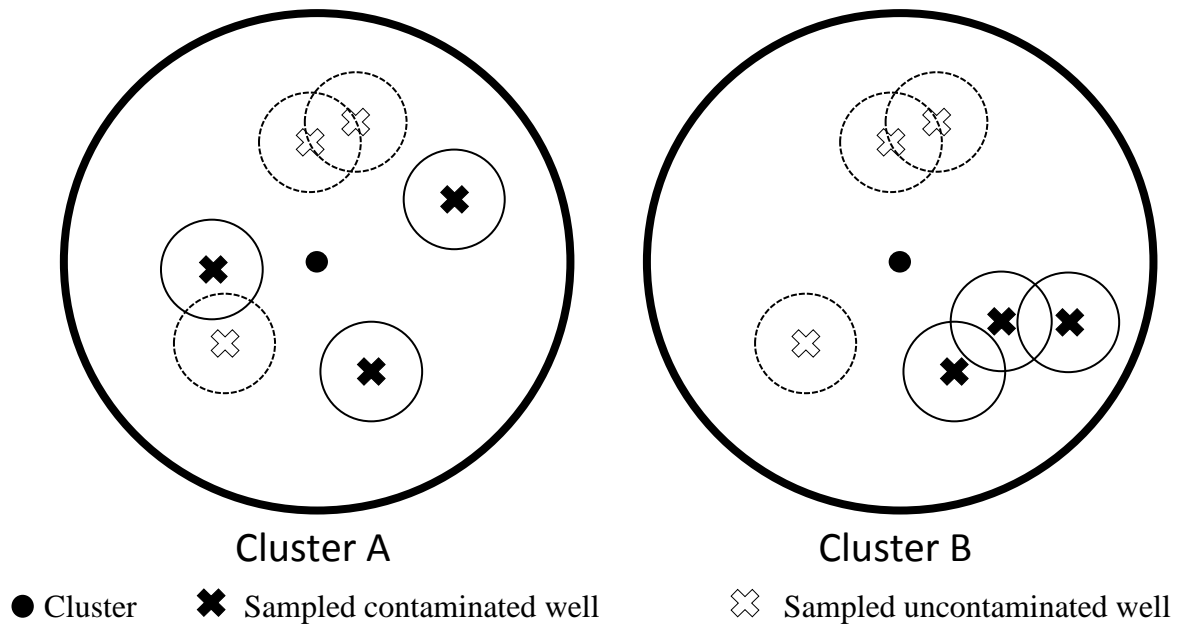 Cluster A
Cluster B
Cluster
Sampled contaminated well
Sampled uncontaminated well